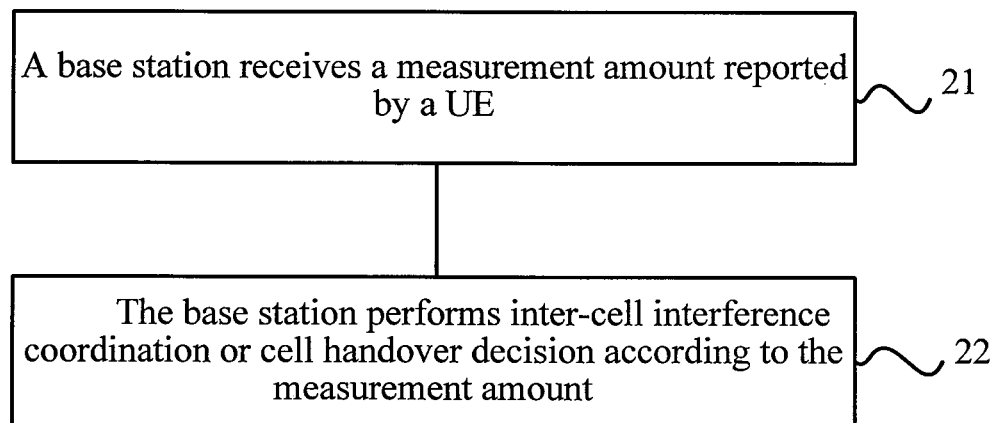 A base station receives a measurement amount reported
by a UE
21
The base station performs inter-cell interference
coordination or cell handover decision according to the
measurement amount
22